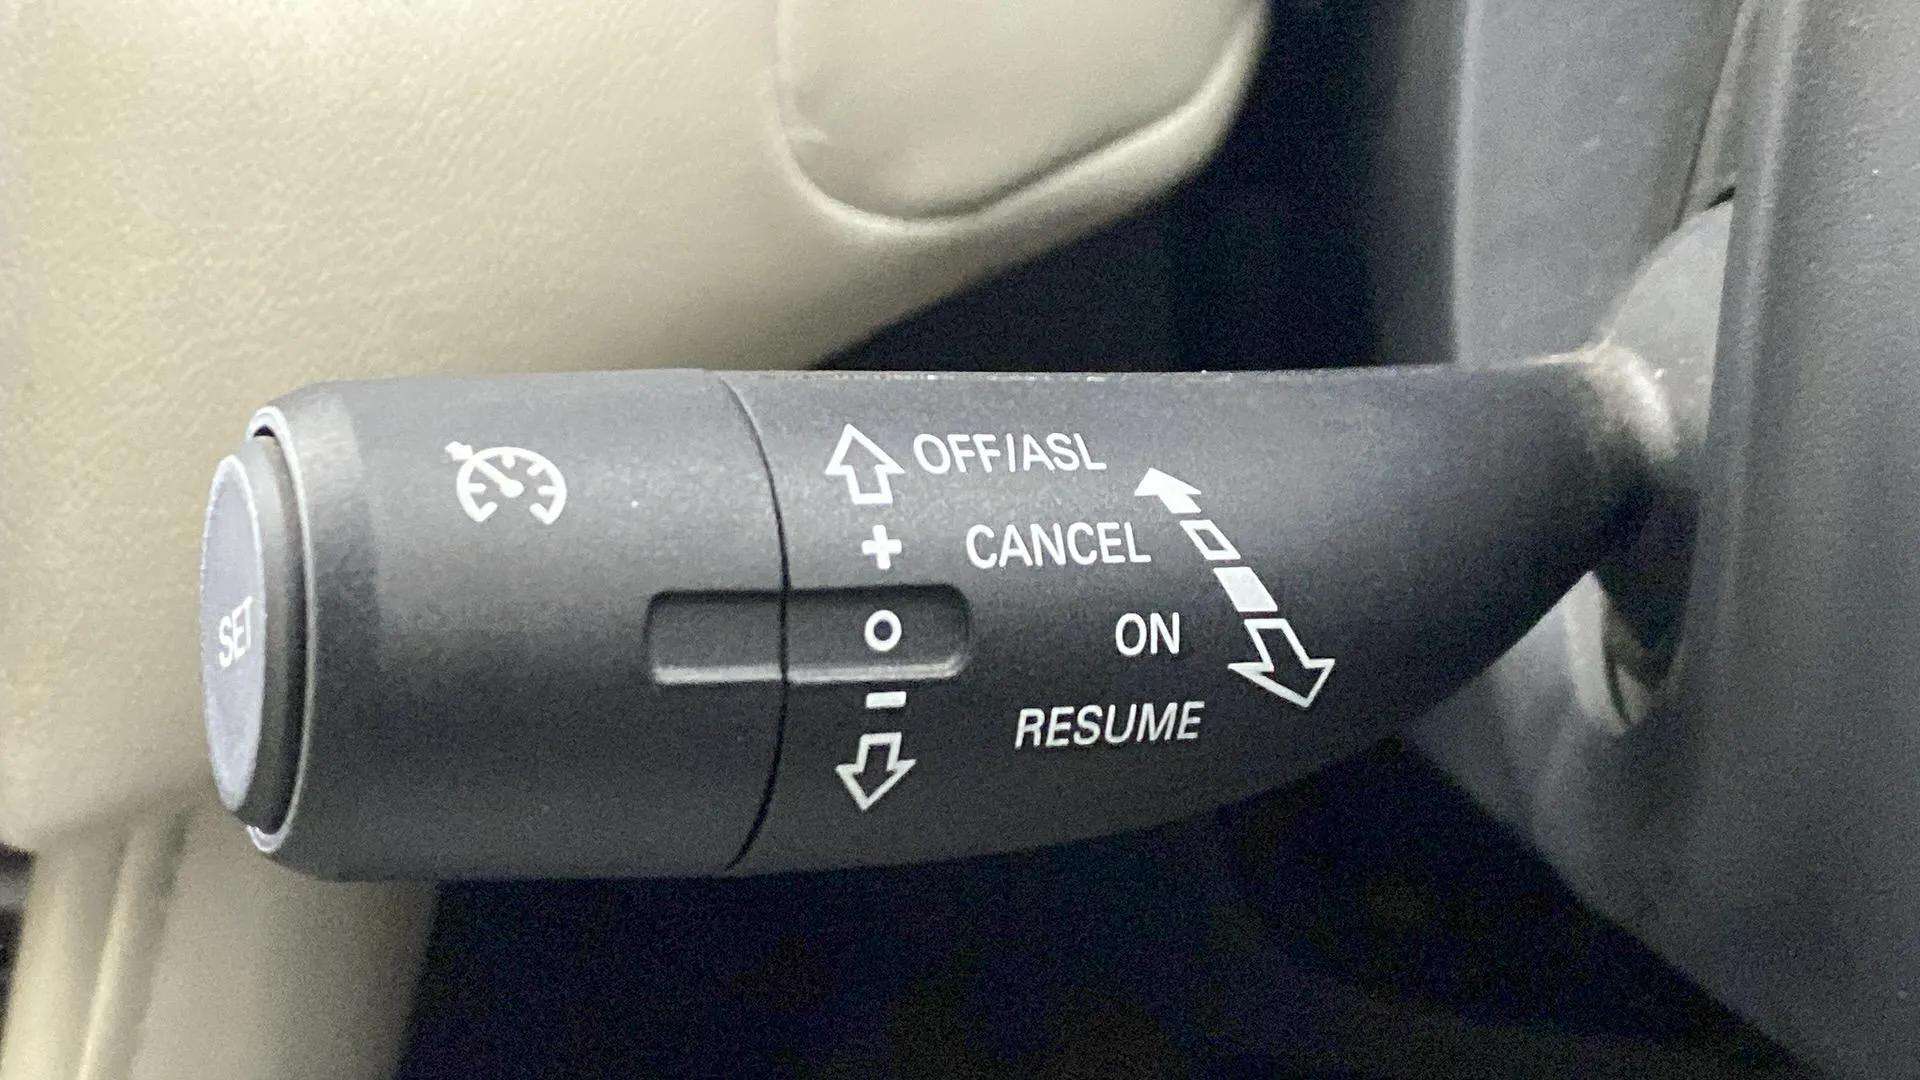 OFF/ASL
+ CANCEL
SET
O ON
– RESUME